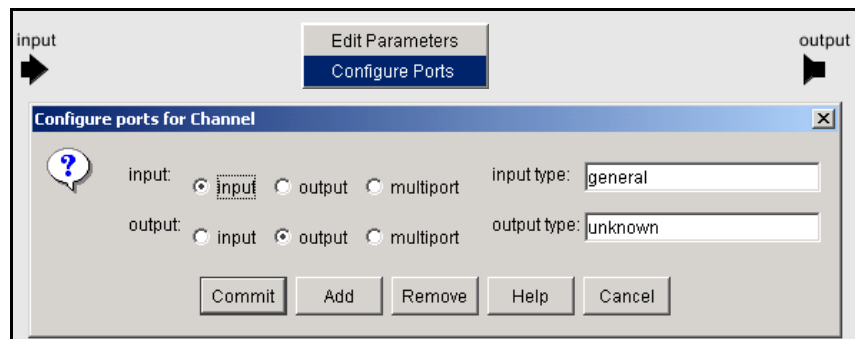 input
Edit Parameters
output
Configure Ports
Configure ports for Channel
input: input output multiport input type: general
output: input output multiport output type: unknown
Commit Add Remove Help Cancel